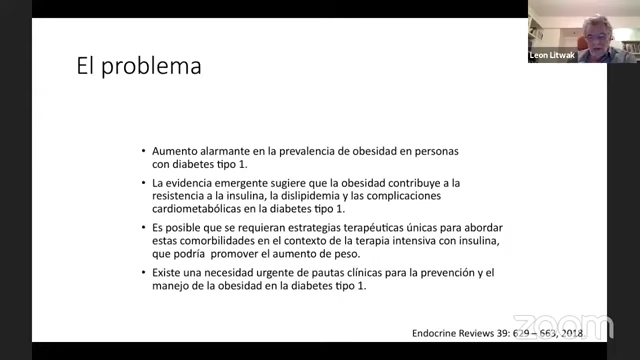 Leon Litwak
El problema
• Aumento alarmante en la prevalencia de obesidad en personas
con diabetes tipo 1.
• La evidencia emergente sugiere que la obesidad contribuye a la
resistencia a la insulina, la dislipidemia y las complicaciones
cardiometabólicas en la diabetes tipo 1.
• Es posible que se requieran estrategias terapéuticas únicas para abordar
estas comorbilidades en el contexto de la terapia intensiva con insulina,
que podría promover el aumento de peso.
• Existe una necesidad urgente de pautas clínicas para la prevención y el
manejo de la obesidad en la diabetes tipo 1.
zoom
Endocrine Reviews 39: 629 – 663, 2018.